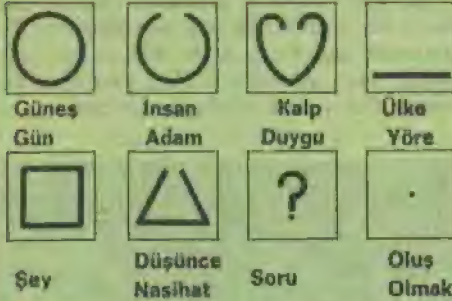 Güneş İnsan Kalp Ülke
Gün Adam Duygu Yöre
?
Şey Düşünce Soru Oluş
Nasihat Olmak